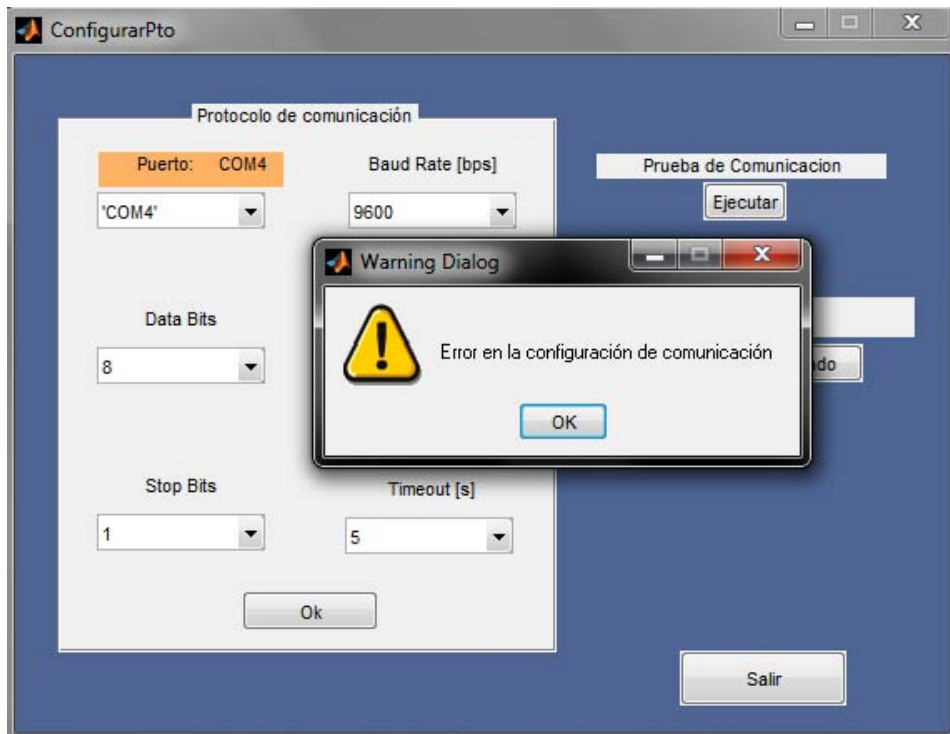 ConfigurarPto
Protocolo de comunicación
Puerto: COM4
Baud Rate [bps]
'COM4'
9600
Prueba de Comunicacion
Ejecutar
Warning Dialog
Error en la configuración de comunicación
OK
Data Bits
8
Stop Bits
Timeout [s]
1
5
Ok
Salir